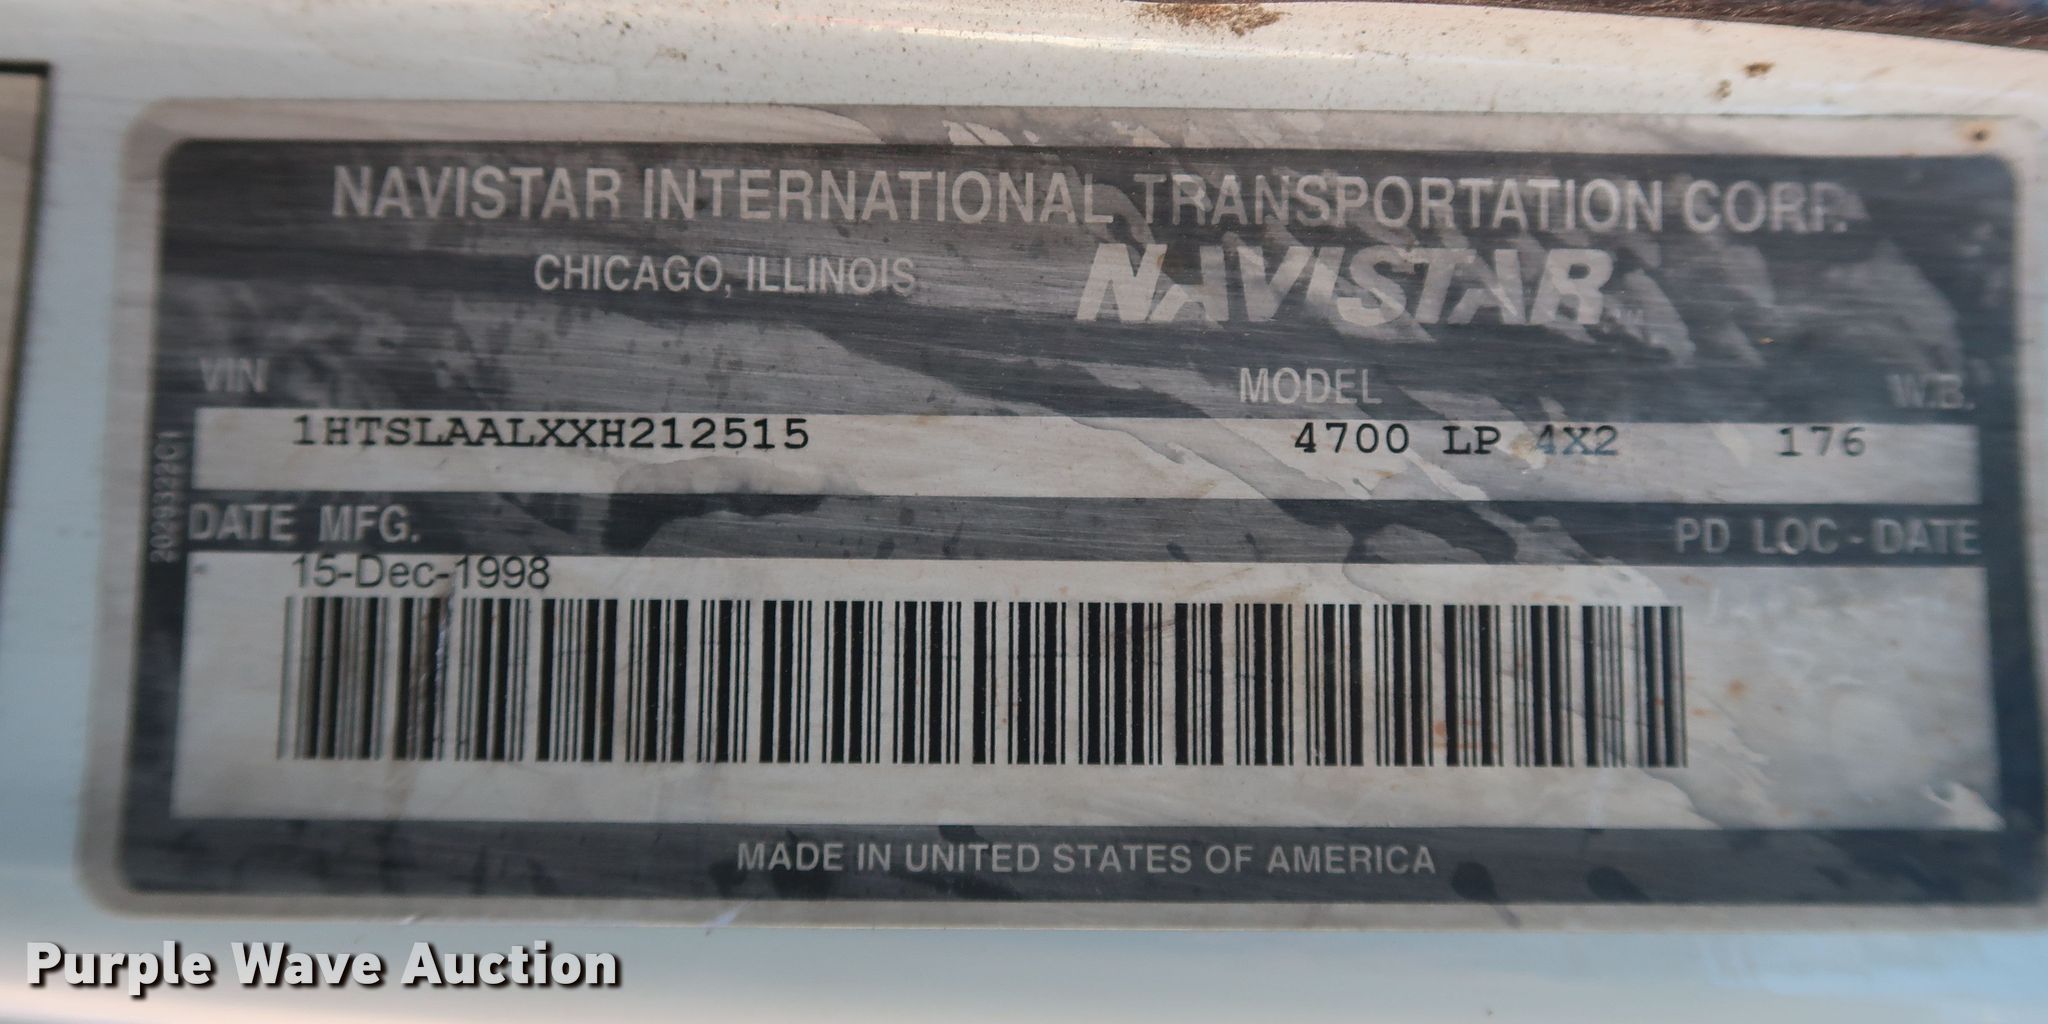 NAVISTAR INTERNATIONAL TRANSPORTATION CORP.
CHICAGO, ILLINOIS NAVISTAR
VIN MODEL W.B.
1HTSLAALXXH212515 4700 LP 4X2 176
2029322C1
DATE MFG. PD LOC - DATE
15-Dec-1998
MADE IN UNITED STATES OF AMERICA
Purple Wave Auction